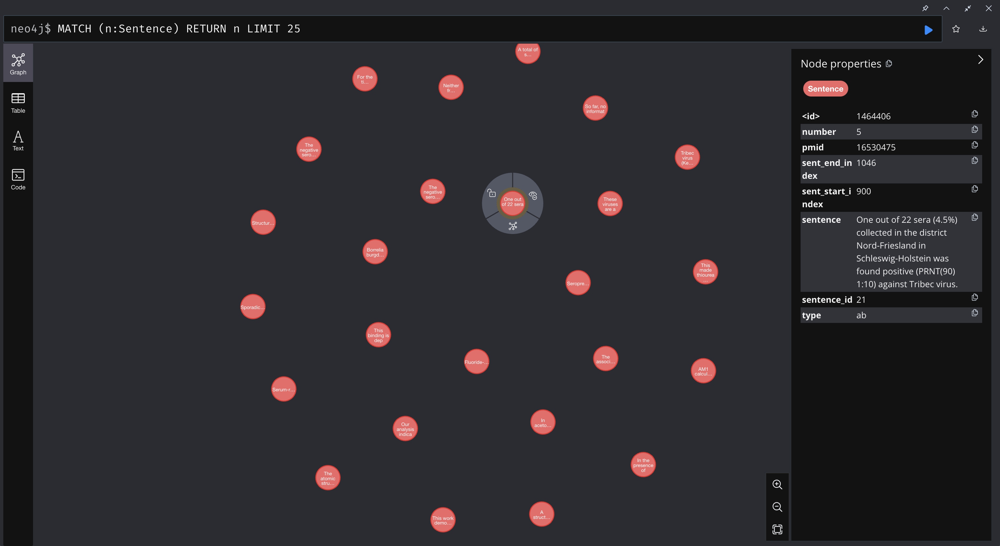 neo4j$ MATCH (n:Sentence) RETURN n LIMIT 25
Graph
Table
Text
Code
A total of
s...
For the
ti...
Neither
fr...
So far, no
informat
The
negative
sero...
Tribec
virus
(Ke...
The
negative
sero...
One out
of 22 sera
These
viruses
are a
Structur...
Borrelia
burgd...
This
made
thiourea
...
Seropre...
Sporadic...
This
binding is
dep
Fluoride-...
The
associ...
AM1
calcul...
Serum-r...
Our
analysis
indica
In
aceto...
In the
presence
of
The
atomic
stru...
This work
demo...
A
struct...
Node properties
Sentence
<id> 1464406
number 5
pmid 16530475
sent_end_in 1046
dex
sent_start_i 900
ndex
sentence One out of 22 sera (4.5%)
collected in the district
Nord-Friesland in
Schleswig-Holstein was
found positive (PRNT(90)
1:10) against Tribec virus.
sentence_id 21
type ab